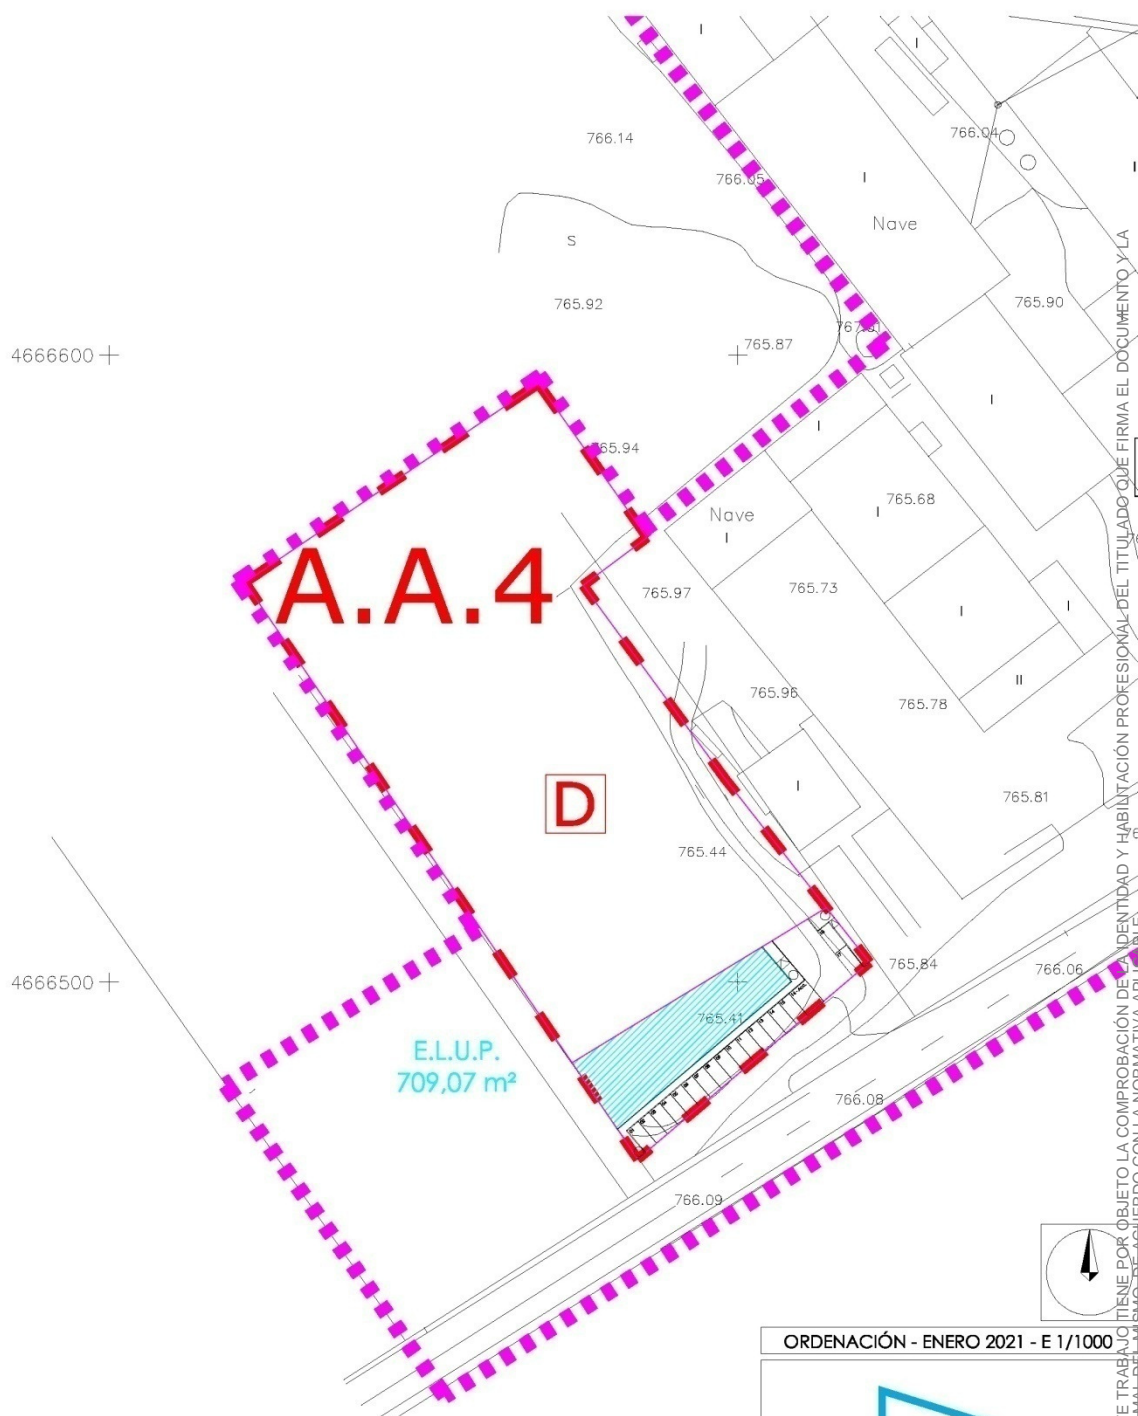 I
I
766.14
766.04
I
766.05
I
Nave
S
765.92
765.90
4666600
765.87
I
I
765.94
765.68
Nave
I
I
A.A.4
765.97
765.73
I
I
II
765.96
765.78
I
D
765.81
765.44
765.84
766.06
4666500
765.41
E.L.U.P.
709,07 m²
766.08
766.09
ORDENACIÓN - ENERO 2021 - E 1/1000
E TRABAJO TIENE POR OBJETO LA COMPROBACIÓN DE LA IDENTIDAD Y HABILITACIÓN PROFESIONAL DEL TITULADO QUE FIRMA EL DOCUMENTO Y LA